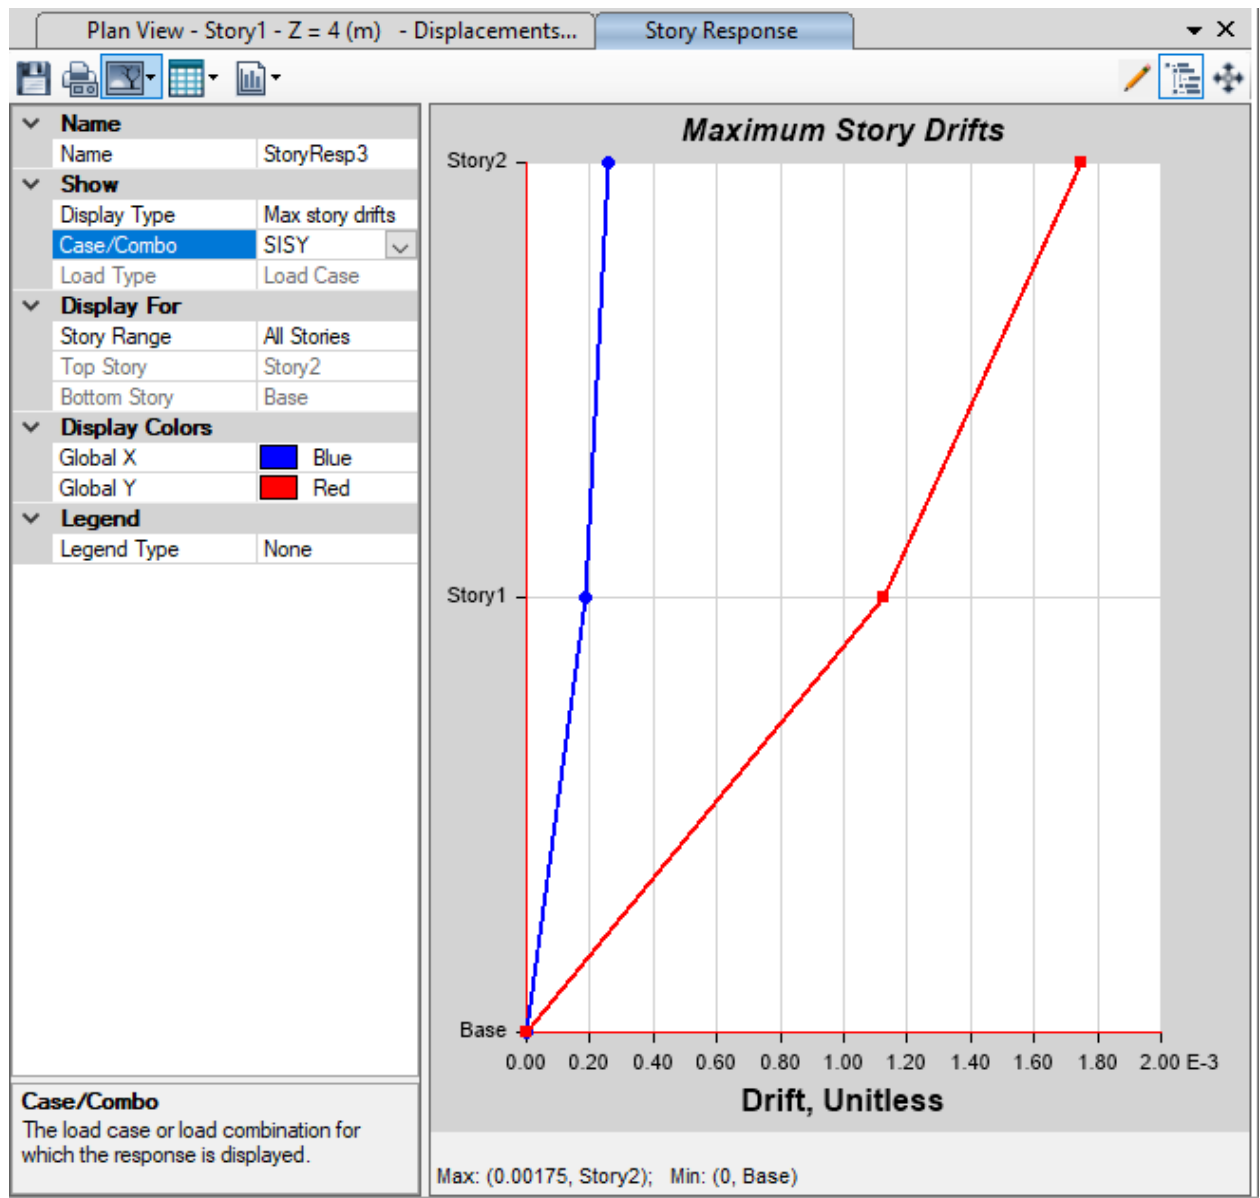 Plan View - Story1 - Z = 4 (m)  - Displacements...
Story Response
Name
Name StoryResp3
Show
Display Type Max story drifts
Case/Combo SISY
Load Type Load Case
Display For
Story Range All Stories
Top Story Story2
Bottom Story Base
Display Colors
Global X Blue
Global Y Red
Legend
Legend Type None
Case/Combo
The load case or load combination for
which the response is displayed.
Maximum Story Drifts
Story2
Story1
Base
0.00 0.20 0.40 0.60 0.80 1.00 1.20 1.40 1.60 1.80 2.00 E-3
Drift, Unitless
Max: (0.00175, Story2);  Min: (0, Base)